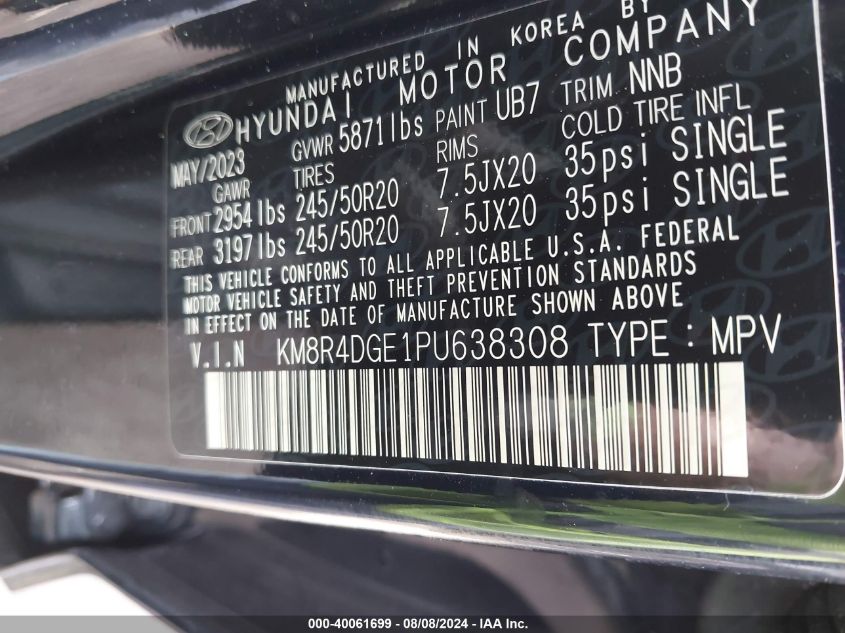 MANUFACTURED IN KOREA BY
HYUNDAI MOTOR COMPANY
MAY/2023 GVWR 5871lbs PAINT UB7 TRIM NNB
GAWR TIRES RIMS COLD TIRE INFL
FRONT 2954lbs 245/50R20 7.5JX20 35psi SINGLE
REAR 3197lbs 245/50R20 7.5JX20 35psi SINGLE
THIS VEHICLE CONFORMS TO ALL APPLICABLE U.S.A. FEDERAL
MOTOR VEHICLE SAFETY AND THEFT PREVENTION STANDARDS
IN EFFECT ON THE DATE OF MANUFACTURE SHOWN ABOVE
V.I.N KM8R4DGE1PU638308 TYPE : MPV
000-40061699 - 08/08/2024 - IAA Inc.